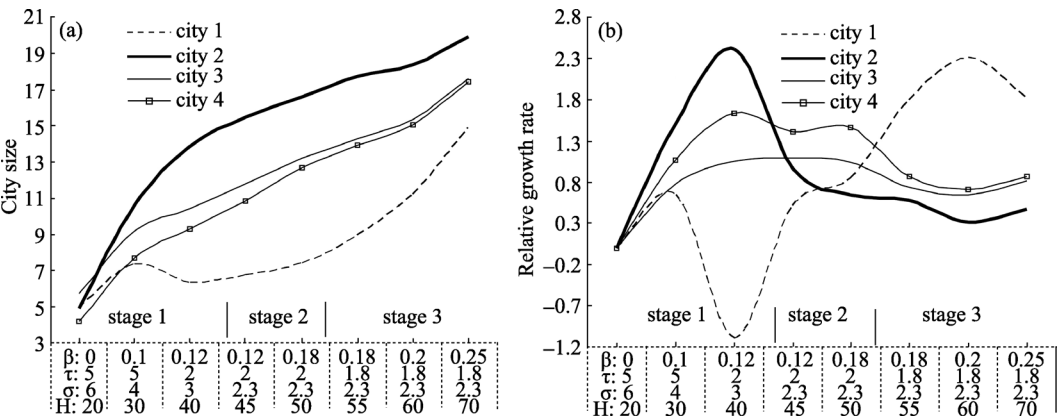 (a)
city 1
city 2
city 3
city 4
City size
21
19
17
15
13
11
9
7
5
3
stage 1
stage 2
stage 3
β: 0 0.1 0.12 0.12 0.18 0.18 0.2 0.25
τ: 5 5 2 2 2 1.8 1.8 1.8
σ: 6 4 3 2.3 2.3 2.3 2.3 2.3
H: 20 30 40 45 50 55 60 70
(b)
city 1
city 2
city 3
city 4
Relative growth rate
2.8
2.3
1.8
1.3
0.8
0.3
−0.2
−0.7
−1.2
stage 1
stage 2
stage 3
β: 0 0.1 0.12 0.12 0.18 0.18 0.2 0.25
τ: 5 5 2 2 2 1.8 1.8 1.8
σ: 6 4 3 2.3 2.3 2.3 2.3 2.3
H: 20 30 40 45 50 55 60 70